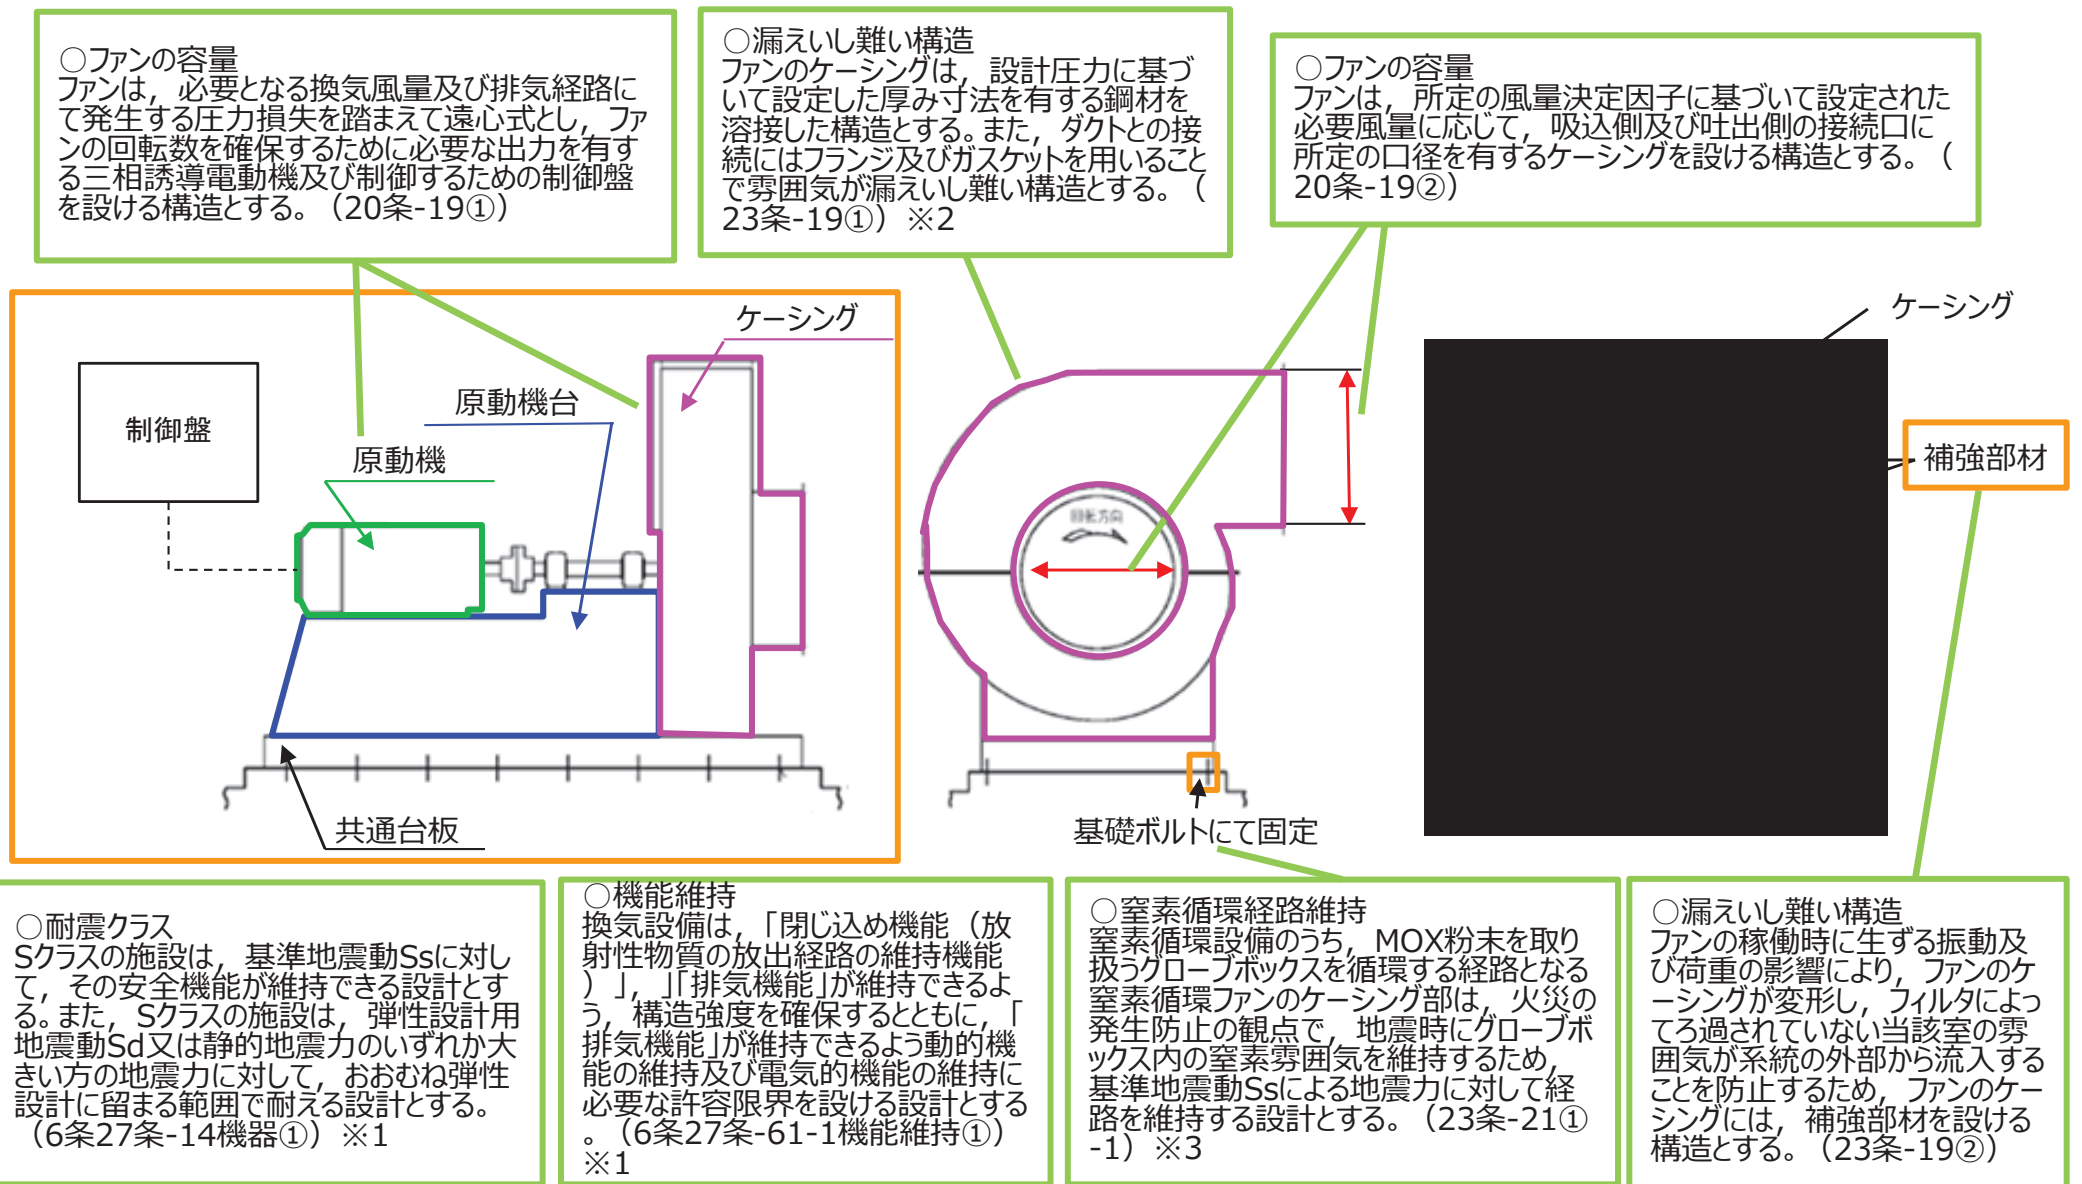 ○ファンの容量
ファンは，必要となる換気風量及び排気経路に
て発生する圧力損失を踏まえて遠心式とし，ファ
ンの回転数を確保するために必要な出力を有す
る三相誘導電動機及び制御するための制御盤
を設ける構造とする。（20条-19①）
○漏えいし難い構造
ファンのケーシングは，設計圧力に基づ
いて設定した厚み寸法を有する鋼材を
溶接した構造とする。また，ダクトとの接
続にはフランジ及びガスケットを用いること
で雰囲気が漏えいし難い構造とする。（
23条-19①）※2
○ファンの容量
ファンは，所定の風量決定因子に基づいて設定された
必要風量に応じて，吸込側及び吐出側の接続口に
所定の口径を有するケーシングを設ける構造とする。（
20条-19②）
ケーシング
制御盤
原動機台
原動機
共通台板
回転方向
基礎ボルトにて固定
ケーシング
補強部材
○耐震クラス
Sクラスの施設は，基準地震動Ssに対し
て，その安全機能が維持できる設計とす
る。また，Sクラスの施設は，弾性設計用
地震動Sd又は静的地震力のいずれか大
きい方の地震力に対して，おおむね弾性
設計に留まる範囲で耐える設計とする。
（6条27条-14機器①）※1
○機能維持
換気設備は，「閉じ込め機能（放
射性物質の放出経路の維持機能
）」，」「排気機能」が維持できるよ
う，構造強度を確保するとともに，「
排気機能」が維持できるよう動的機
能の維持及び電気的機能の維持に
必要な許容限界を設ける設計とする
。（6条27条-61-1機能維持①）
※1
○窒素循環経路維持
窒素循環設備のうち，MOX粉末を取り
扱うグローブボックスを循環する経路となる
窒素循環ファンのケーシング部は，火災の
発生防止の観点で，地震時にグローブボ
ックス内の窒素雰囲気を維持するため，
基準地震動Ssによる地震力に対して経
路を維持する設計とする。（23条-21①
-1）※3
○漏えいし難い構造
ファンの稼働時に生ずる振動及
び荷重の影響により，ファンのケ
ーシングが変形し，フィルタによっ
てろ過されていない当該室の雰
囲気が系統の外部から流入する
ことを防止するため，ファンのケー
シングには，補強部材を設ける
構造とする。（23条-19②）